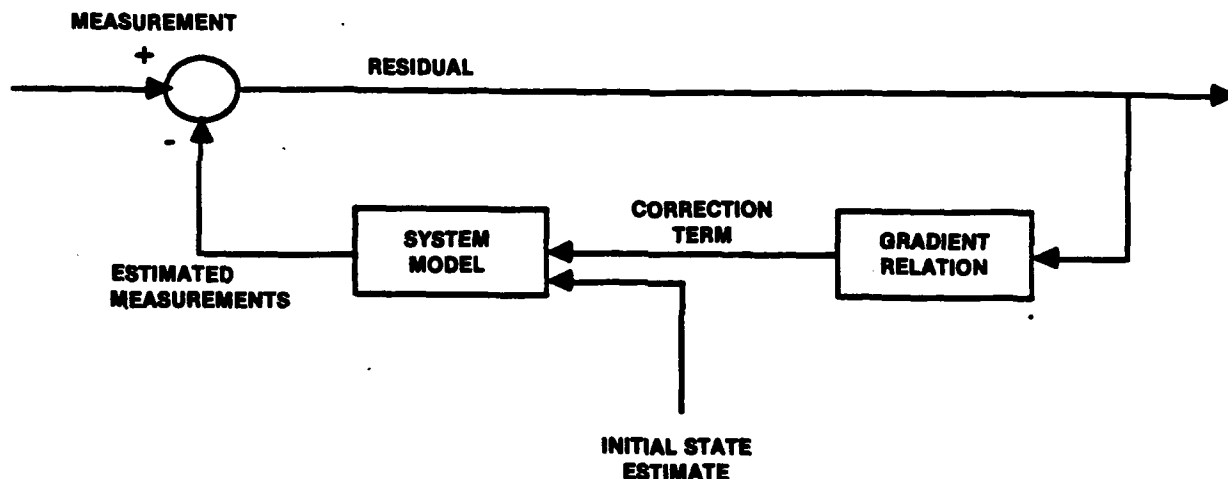 MEASUREMENT
+
RESIDUAL
-
CORRECTION
TERM
SYSTEM
MODEL
GRADIENT
RELATION
ESTIMATED
MEASUREMENTS
INITIAL STATE
ESTIMATE